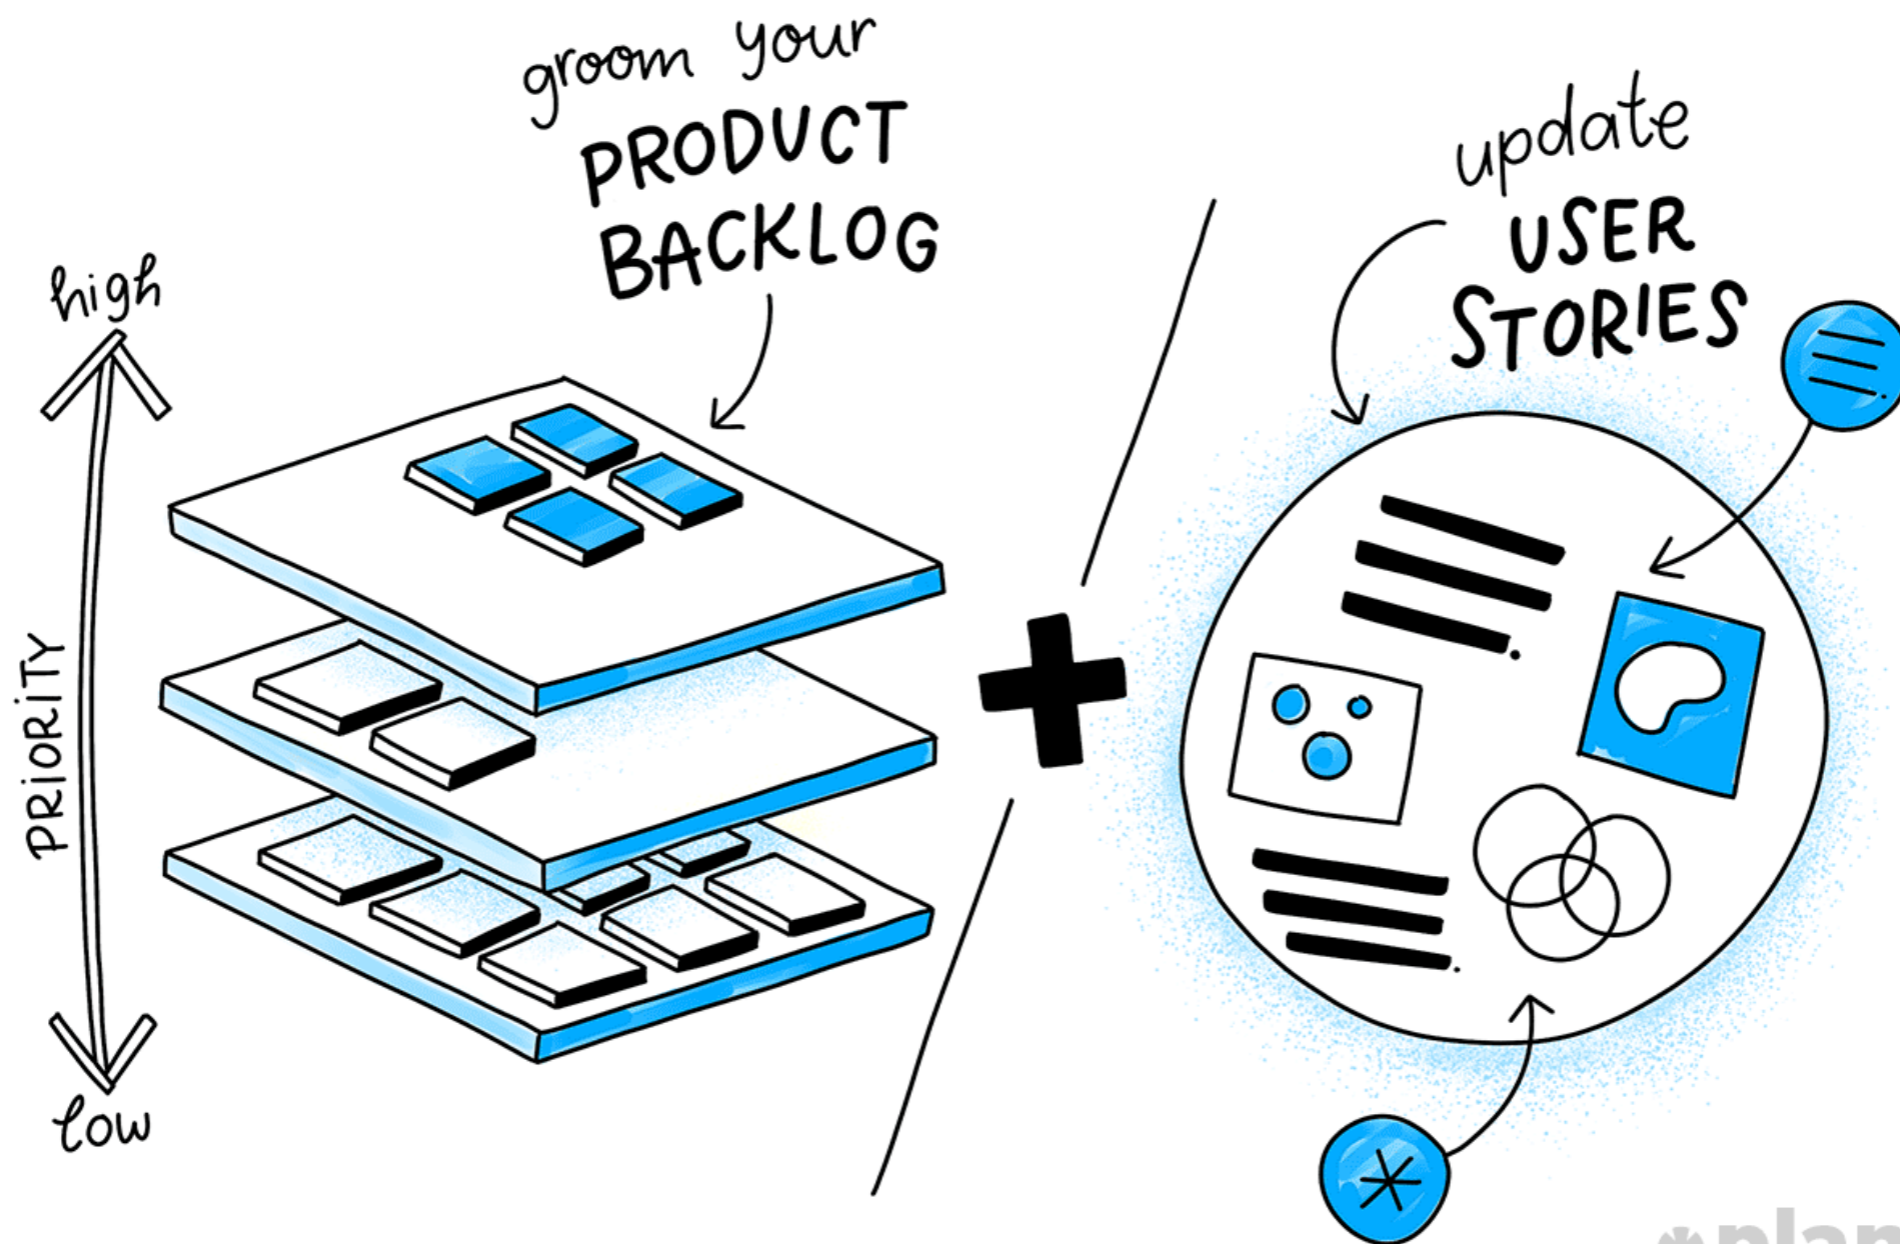 groom your
PRODUCT
BACKLOG
update
USER
STORIES
high
PRIORITY
low